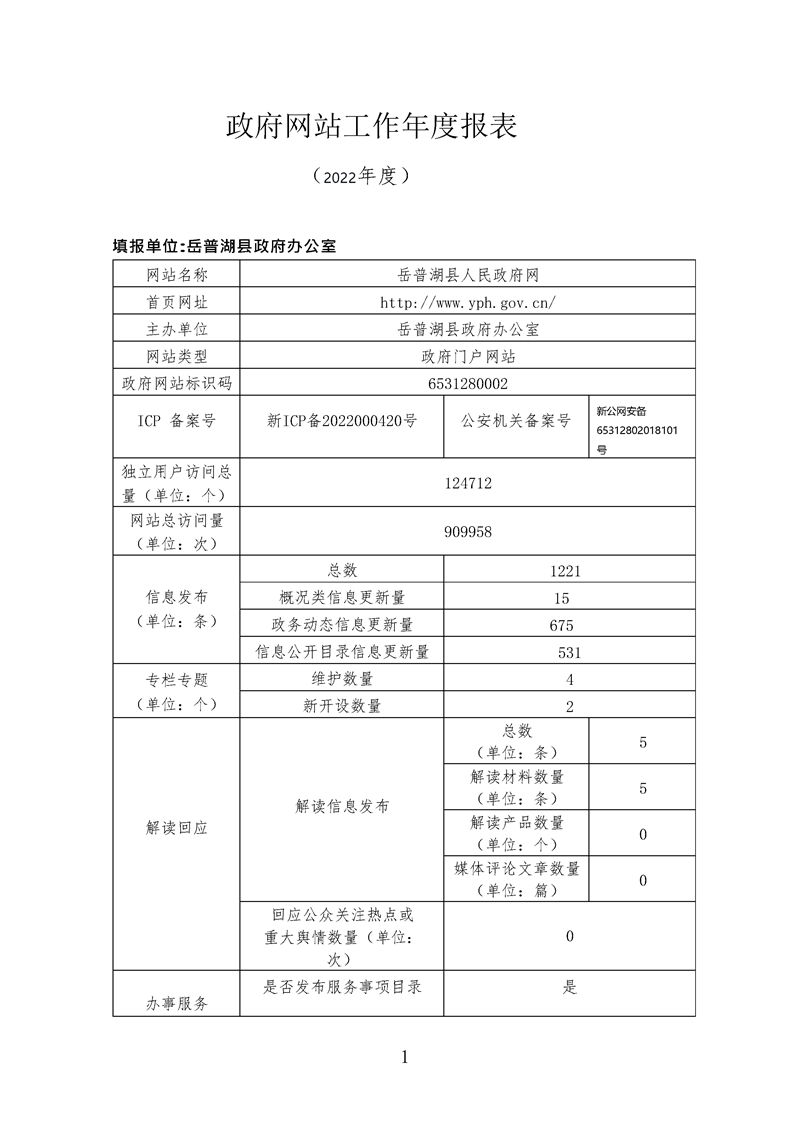 政府网站工作年度报表
（2022年度）
填报单位:岳普湖县政府办公室
网站名称 岳普湖县人民政府网
首页网址 http://www.yph.gov.cn/
主办单位 岳普湖县政府办公室
网站类型 政府门户网站
政府网站标识码 6531280002
ICP 备案号 新ICP备2022000420号 公安机关备案号
新公网安备
65312802018101
号
独立用户访问总
量（单位：个）
124712
网站总访问量
（单位：次）
909958
信息发布
（单位：条）
总数 1221
概况类信息更新量 15
政务动态信息更新量 675
信息公开目录信息更新量 531
专栏专题
（单位：个）
维护数量 4
新开设数量 2
解读回应
解读信息发布
总数
（单位：条）
5
解读材料数量
（单位：条）
5
解读产品数量
（单位：个）
0
媒体评论文章数量
（单位：篇）
0
回应公众关注热点或
重大舆情数量（单位：
次）
0
办事服务
是否发布服务事项目录 是
1